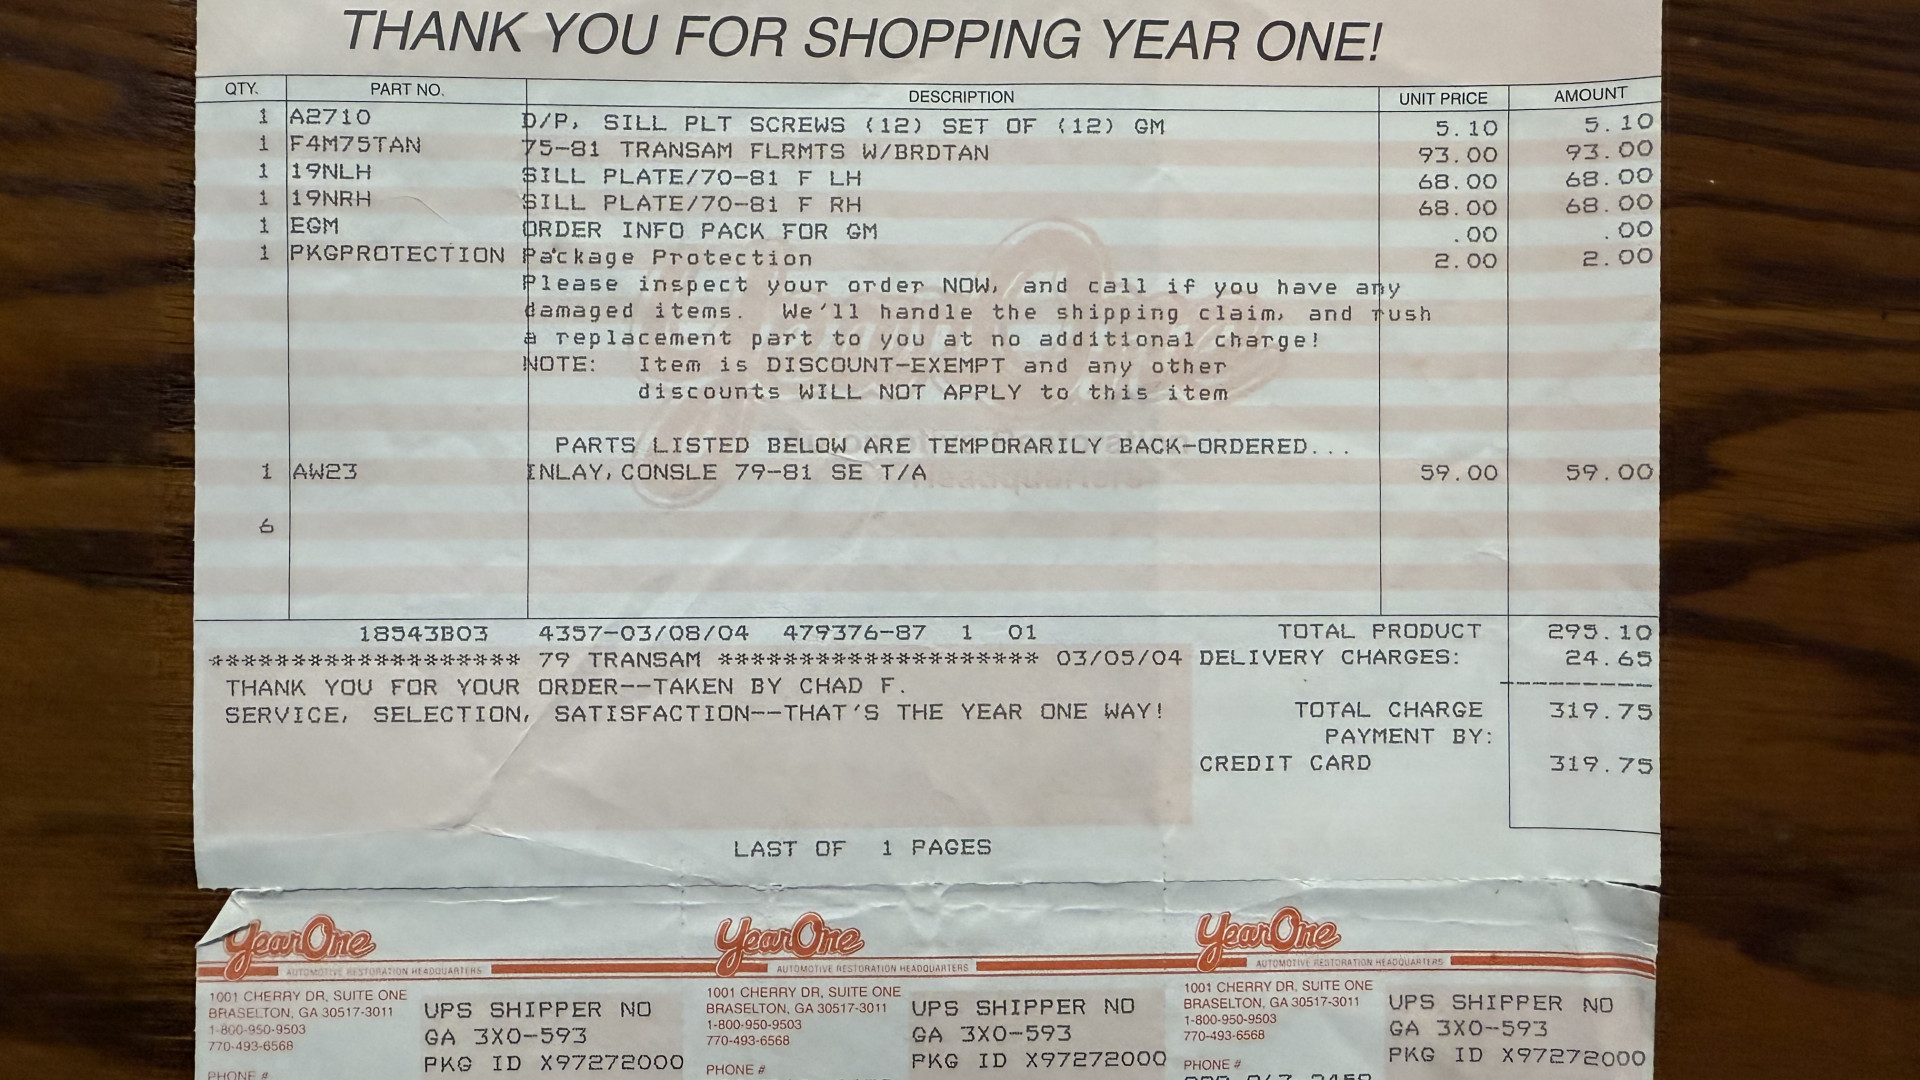 THANK YOU FOR SHOPPING YEAR ONE!
QTY. PART NO. DESCRIPTION UNIT PRICE AMOUNT
1 A2710 D/P, SILL PLT SCREWS (12) SET OF (12) GM 5.10 5.10
1 F4M75TAN 75-81 TRANSAM FLRMTS W/BRDTAN 93.00 93.00
1 19NLH SILL PLATE/70-81 F LH 68.00 68.00
1 19NRH SILL PLATE/70-81 F RH 68.00 68.00
1 EGM ORDER INFO PACK FOR GM .00 .00
1 PKGPROTECTION Package Protection 2.00 2.00
Please inspect your order NOW, and call if you have any
damaged items. We'll handle the shipping claim, and rush
a replacement part to you at no additional charge!
NOTE: Item is DISCOUNT-EXEMPT and any other
discounts WILL NOT APPLY to this item
PARTS LISTED BELOW ARE TEMPORARILY BACK-ORDERED...
1 AW23 INLAY,CONSLE 79-81 SE T/A 59.00 59.00
6
18543B03 4357-03/08/04 479376-87 1 01 TOTAL PRODUCT 295.10
******************* 79 TRANSAM ******************** 03/05/04 DELIVERY CHARGES: 24.65
THANK YOU FOR YOUR ORDER--TAKEN BY CHAD F.
SERVICE, SELECTION, SATISFACTION--THAT'S THE YEAR ONE WAY! TOTAL CHARGE 319.75
PAYMENT BY:
CREDIT CARD 319.75
LAST OF 1 PAGES
YearOne YearOne YearOne
AUTOMOTIVE RESTORATION HEADQUARTERS AUTOMOTIVE RESTORATION HEADQUARTERS AUTOMOTIVE RESTORATION HEADQUARTERS
1001 CHERRY DR, SUITE ONE
BRASELTON, GA 30517-3011
1-800-950-9503
770-493-6568
PHONE #
UPS SHIPPER NO
GA 3X0-593
PKG ID X97272000
1001 CHERRY DR, SUITE ONE
BRASELTON, GA 30517-3011
1-800-950-9503
770-493-6568
PHONE #
UPS SHIPPER NO
GA 3X0-593
PKG ID X97272000
1001 CHERRY DR, SUITE ONE
BRASELTON, GA 30517-3011
1-800-950-9503
770-493-6568
PHONE #
UPS SHIPPER NO
GA 3X0-593
PKG ID X97272000